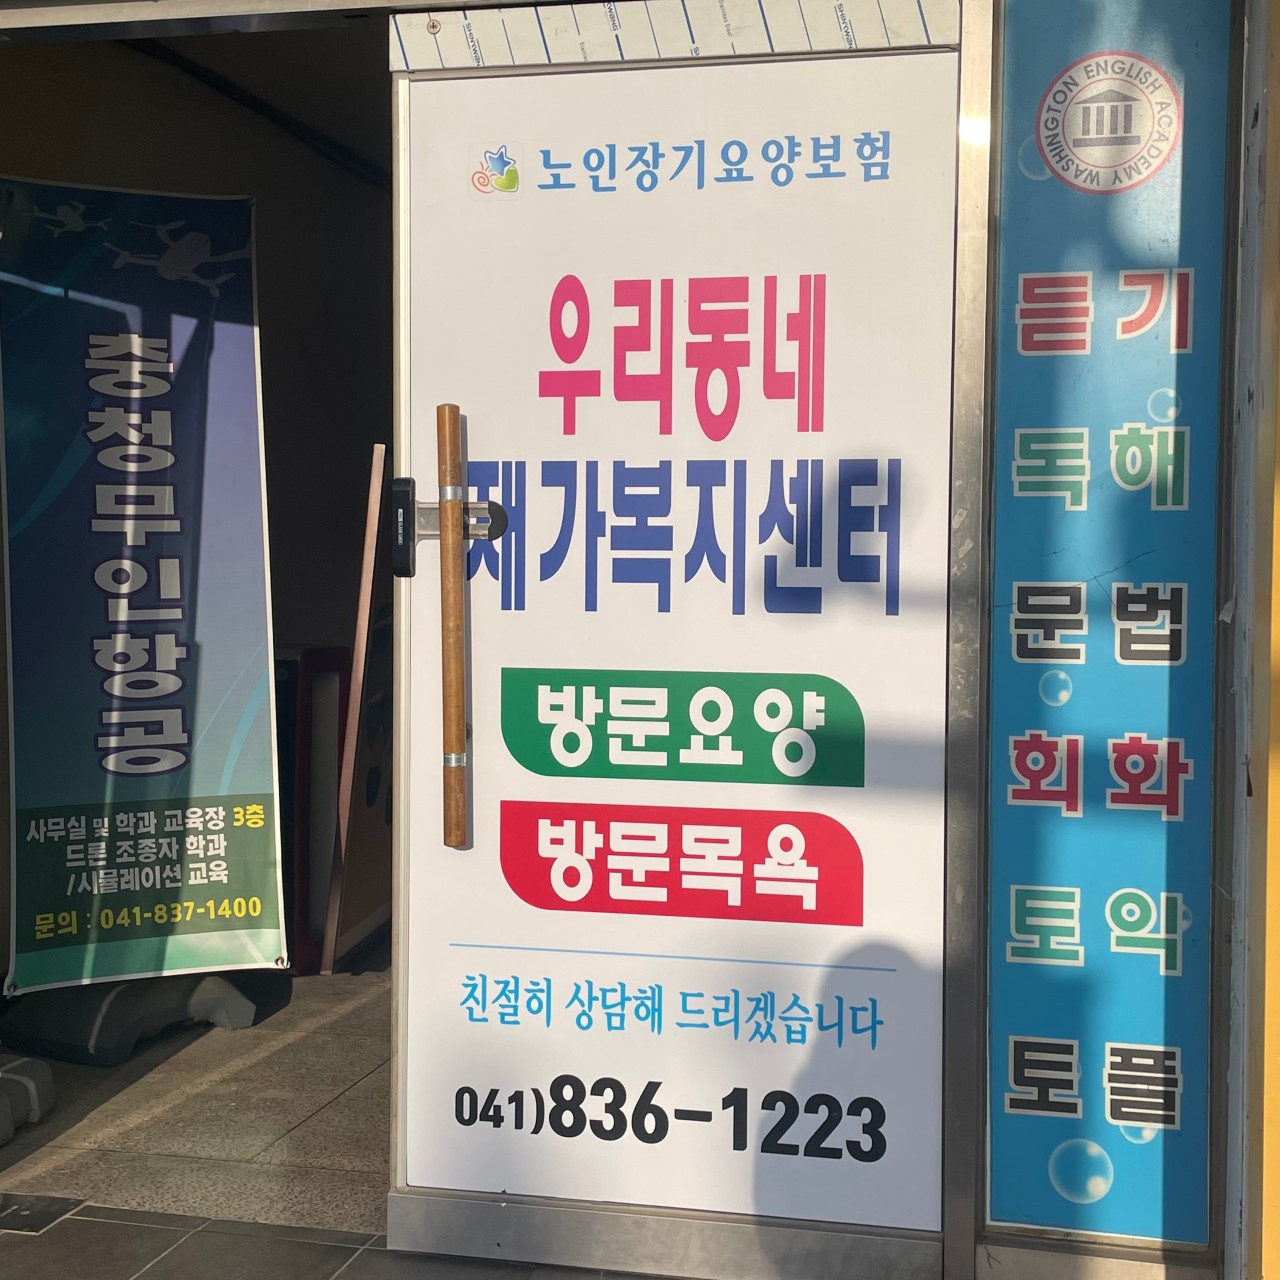 충청무인항공
사무실 및 학과 교육장 3층
드론 조종자 학과
/시뮬레이션 교육
문의 : 041-837-1400
SHINKWANG
노인장기요양보험
우리동네
재가복지센터
방문요양
방문목욕
친절히 상담해 드리겠습니다
041)836-1223
WASHINGTON ENGLISH ACADEMY
듣기
독해
문법
회화
토익
토플